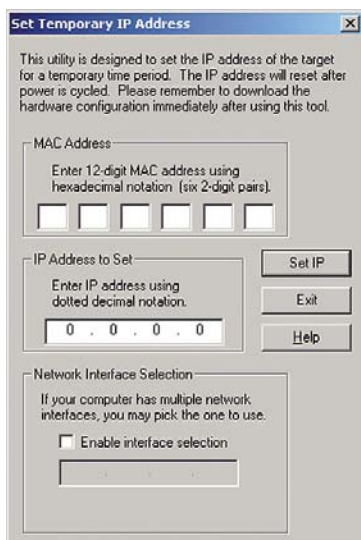 Set Temporary IP Address
This utility is designed to set the IP address of the target
for a temporary time period. The IP address will reset after
power is cycled. Please remember to download the
hardware configuration immediately after using this tool.
MAC Address
Enter 12-digit MAC address using
hexadecimal notation (six 2-digit pairs).
IP Address to Set
Enter IP address using
dotted decimal notation.
0 . 0 . 0 . 0
Set IP
Exit
Help
Network Interface Selection
If your computer has multiple network
interfaces, you may pick the one to use.
Enable interface selection
. . .